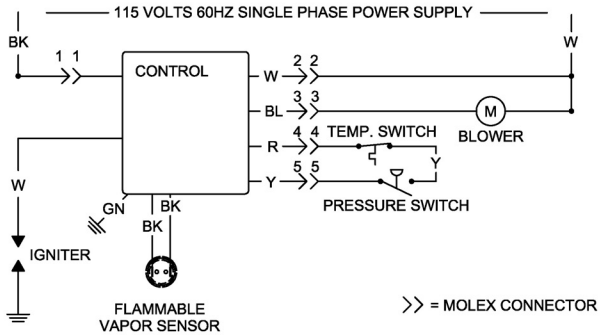 115 VOLTS 60HZ SINGLE PHASE POWER SUPPLY
BK
W
1 1
CONTROL
W
2 2
BL
3 3
M
BLOWER
R
4 4
TEMP. SWITCH
Y
Y
5 5
PRESSURE SWITCH
W
GN
BK
BK
IGNITER
FLAMMABLE
VAPOR SENSOR
= MOLEX CONNECTOR